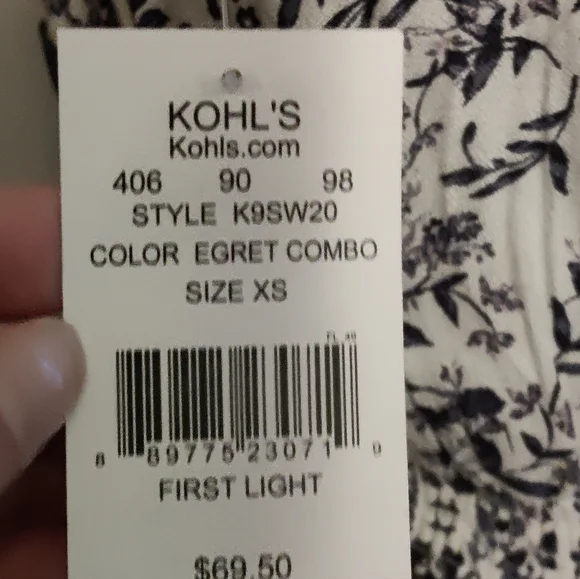 KOHL'S
Kohls.com
406 90 98
STYLE K9SW20
COLOR EGRET COMBO
SIZE XS
8 89775 23071 9
FIRST LIGHT
$69.50